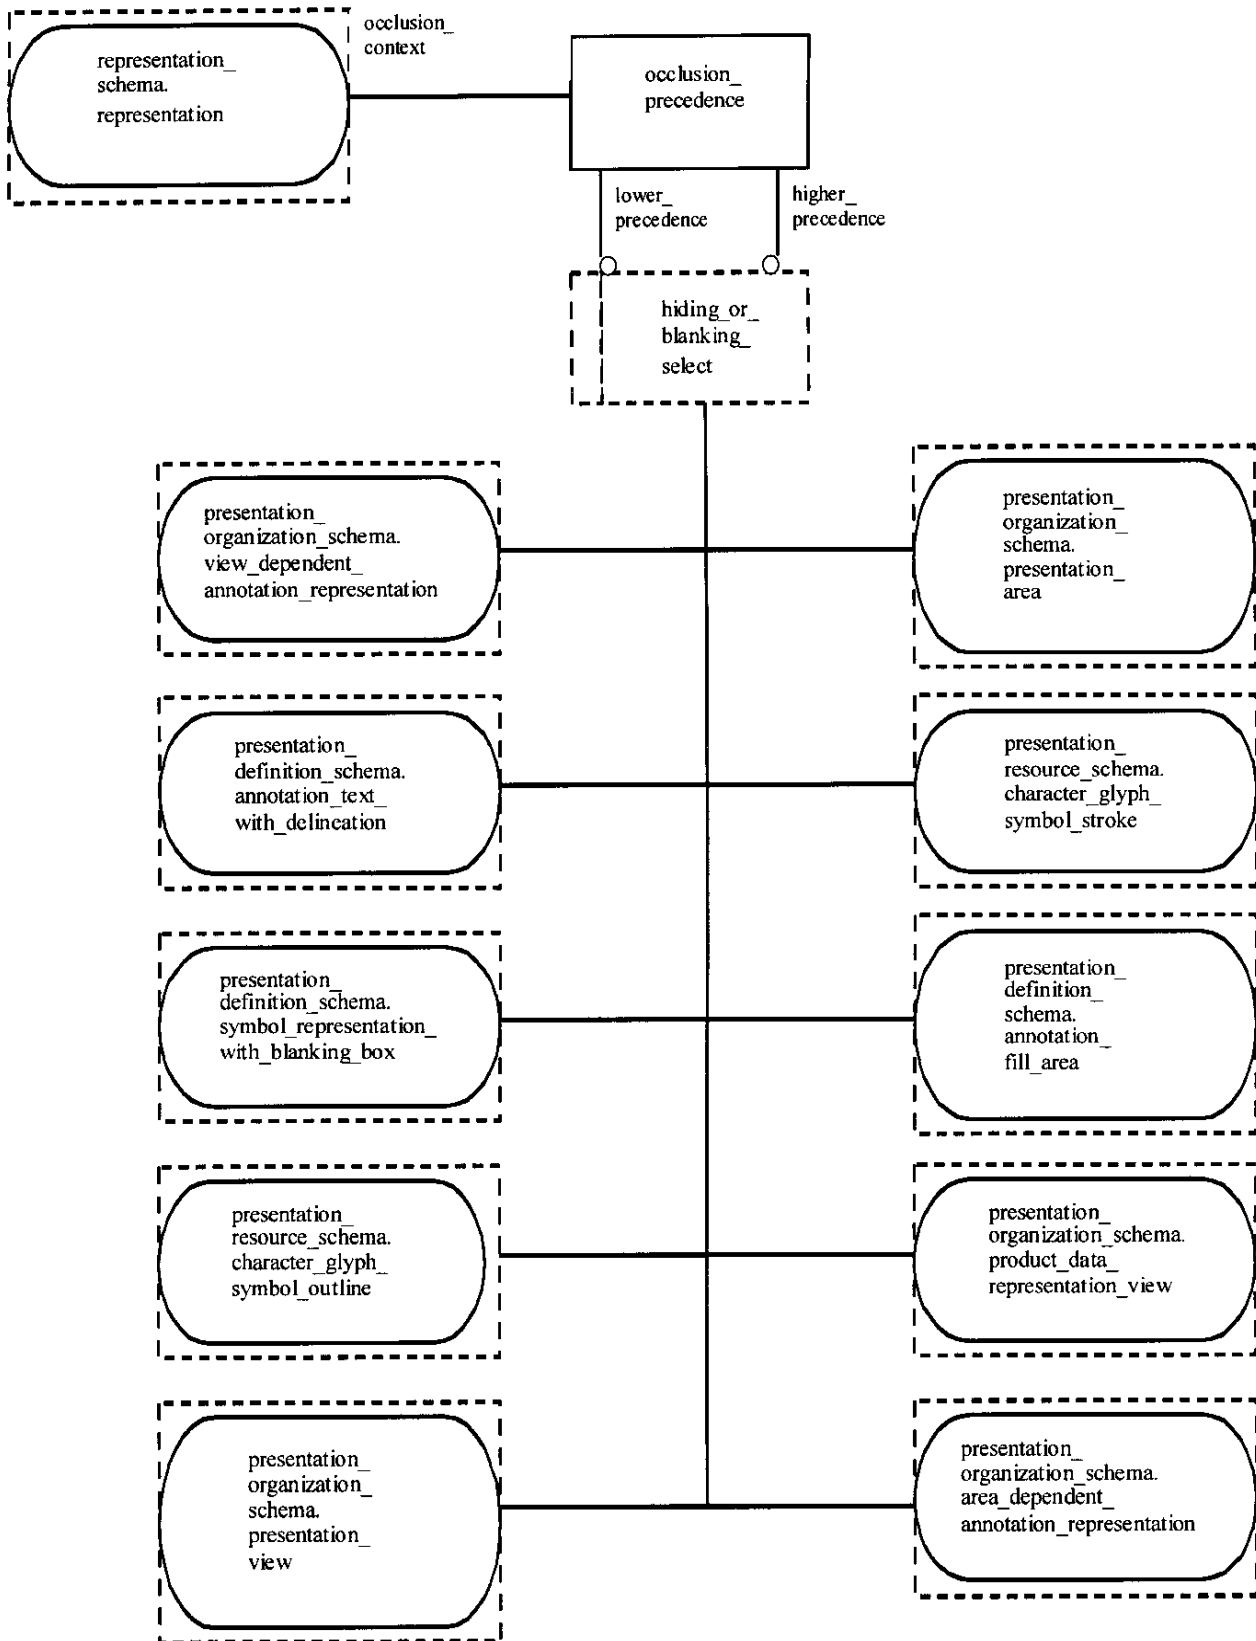 representation_
schema.
representation
occlusion_
context
occlusion_
precedence
lower_
precedence
higher_
precedence
hiding_or_
blanking_
select
presentation_
organization_schema.
view_dependent_
annotation_representation
presentation_
organization_
schema.
presentation_
area
presentation_
definition_schema.
annotation_text_
with_delineation
presentation_
resource_schema.
character_glyph_
symbol_stroke
presentation_
definition_schema.
symbol_representation_
with_blanking_box
presentation_
definition_
schema.
annotation_
fill_area
presentation_
resource_schema.
character_glyph_
symbol_outline
presentation_
organization_schema.
product_data_
representation_view
presentation_
organization_
schema.
presentation_
view
presentation_
organization_schema.
area_dependent_
annotation_representation